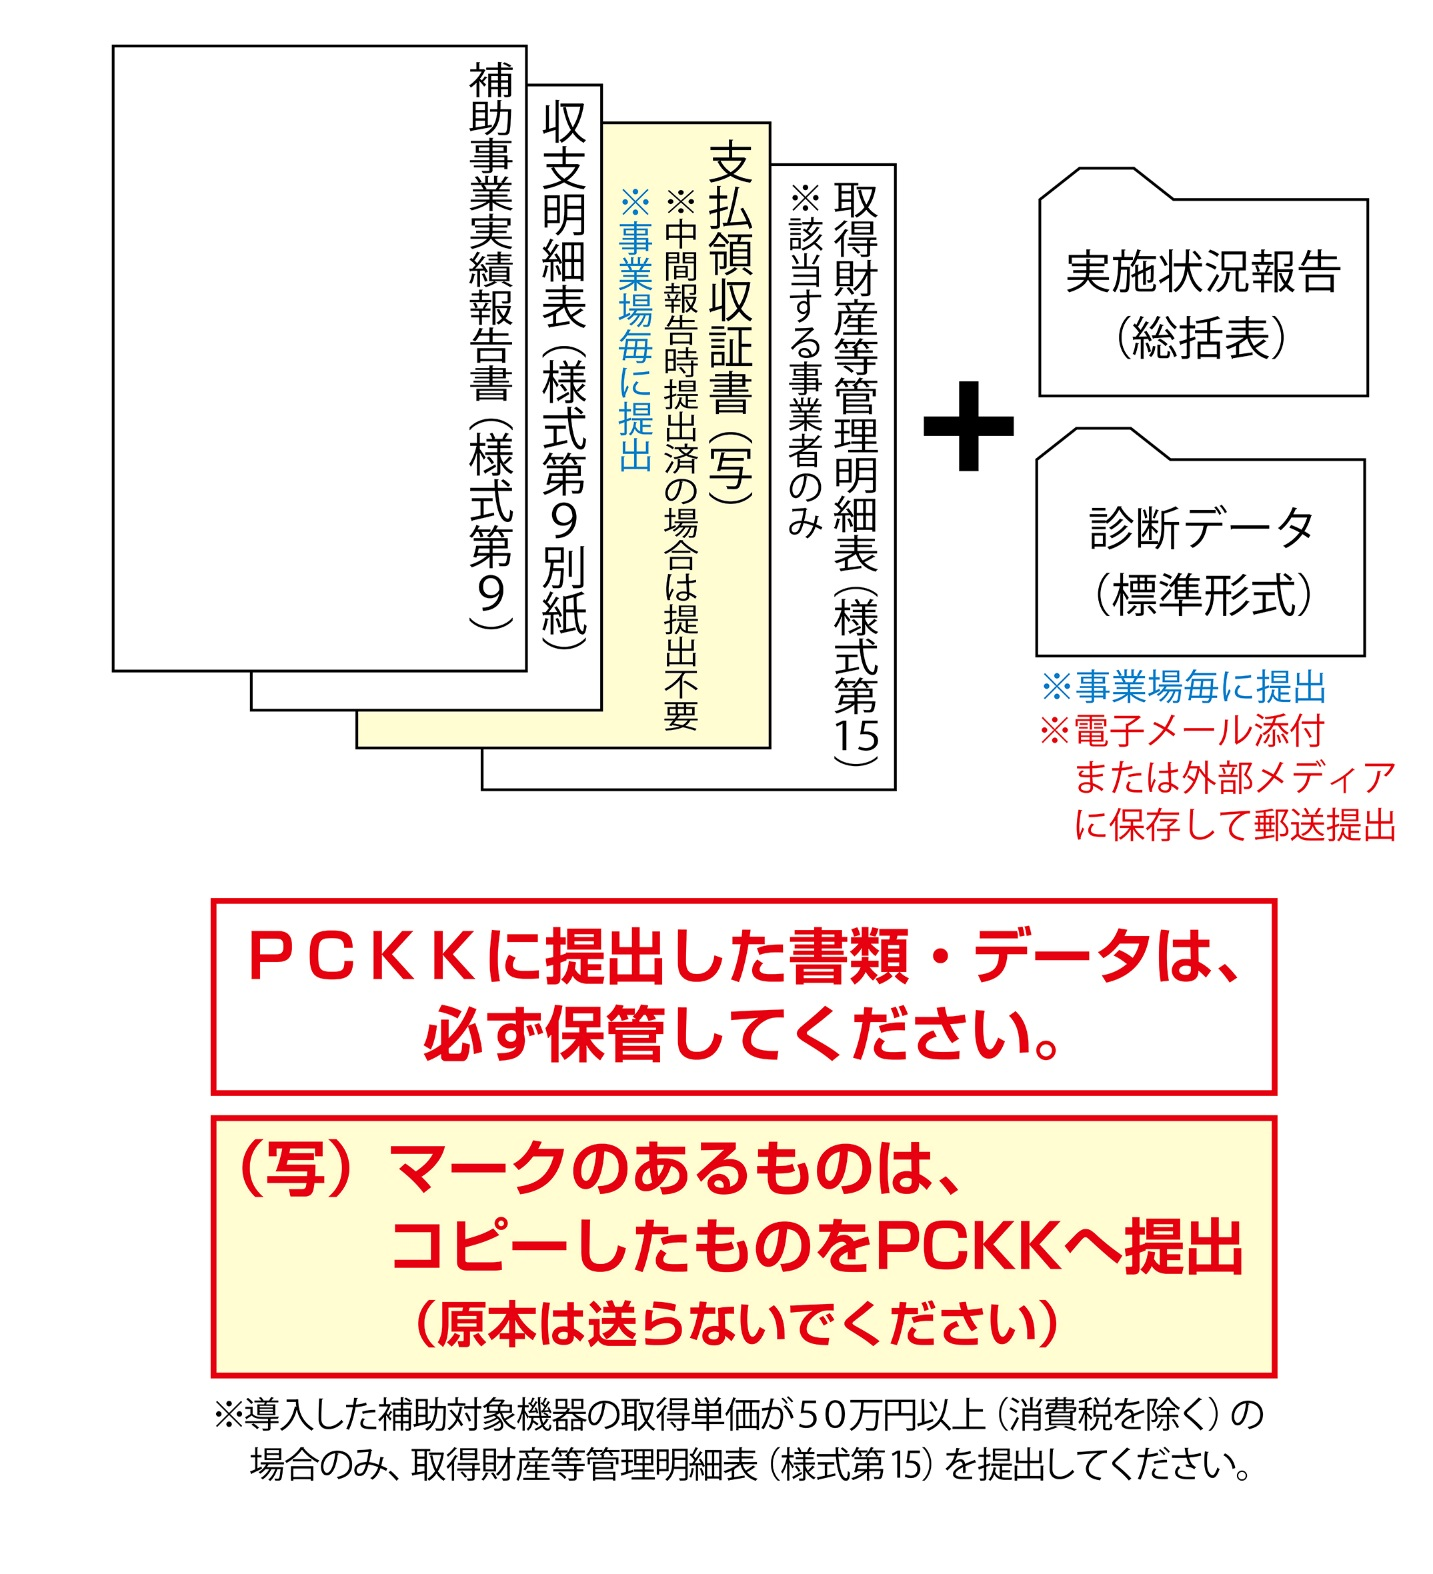 補助事業実績報告書（様式第９）
収支明細表（様式第９別紙）
支払領収証書（写）
※中間報告時提出済の場合は提出不要
※事業場毎に提出
取得財産等管理明細表（様式第15）
※該当する事業者のみ
＋
実施状況報告
（総括表）
診断データ
（標準形式）
※事業場毎に提出
※電子メール添付
または外部メディア
に保存して郵送提出
ＰＣＫＫに提出した書類・データは、
必ず保管してください。
（写）マークのあるものは、
コピーしたものをPCKKへ提出
（原本は送らないでください）
※導入した補助対象機器の取得単価が５０万円以上（消費税を除く）の
場合のみ、取得財産等管理明細表（様式第15）を提出してください。